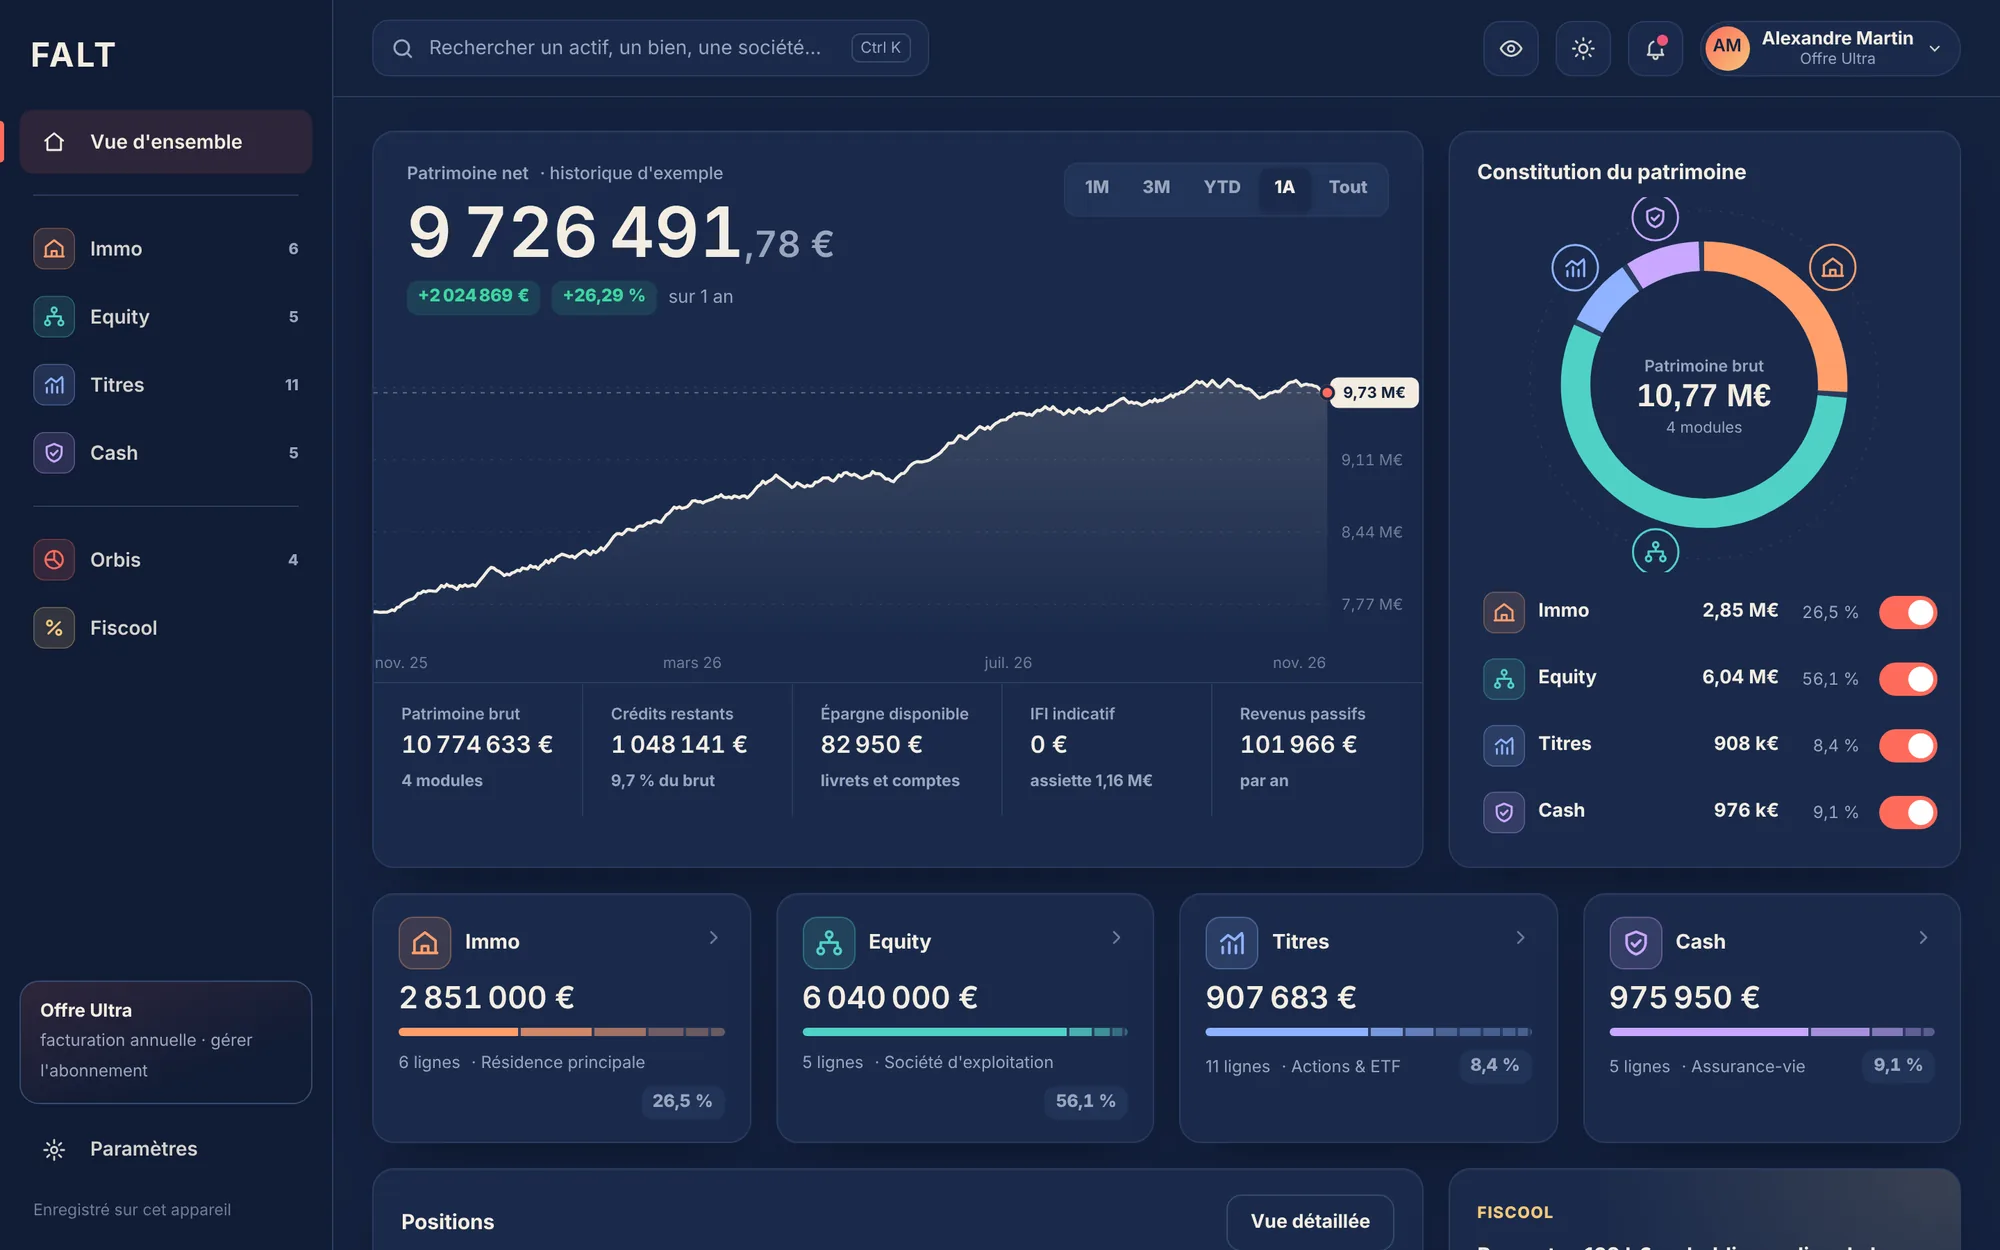 FALT
Rechercher un actif, un bien, une société...
Ctrl K
AM
Alexandre Martin
Offre Ultra
Vue d'ensemble
Immo 6
Equity 5
Titres 11
Cash 5
Orbis 4
Fiscool
Offre Ultra
facturation annuelle · gérer
l'abonnement
Paramètres
Enregistré sur cet appareil
Patrimoine net · historique d'exemple
9 726 491,78 €
+2 024 869 € +26,29 % sur 1 an
1M 3M YTD 1A Tout
9,73 M€
9,11 M€
8,44 M€
7,77 M€
nov. 25 mars 26 juil. 26 nov. 26
Patrimoine brut
10 774 633 €
4 modules
Crédits restants
1 048 141 €
9,7 % du brut
Épargne disponible
82 950 €
livrets et comptes
IFI indicatif
0 €
assiette 1,16 M€
Revenus passifs
101 966 €
par an
Constitution du patrimoine
Patrimoine brut
10,77 M€
4 modules
Immo 2,85 M€ 26,5 %
Equity 6,04 M€ 56,1 %
Titres 908 k€ 8,4 %
Cash 976 k€ 9,1 %
Immo
2 851 000 €
6 lignes · Résidence principale
26,5 %
Equity
6 040 000 €
5 lignes · Société d'exploitation
56,1 %
Titres
907 683 €
11 lignes · Actions & ETF
8,4 %
Cash
975 950 €
5 lignes · Assurance-vie
9,1 %
Positions
Vue détaillée
FISCOOL